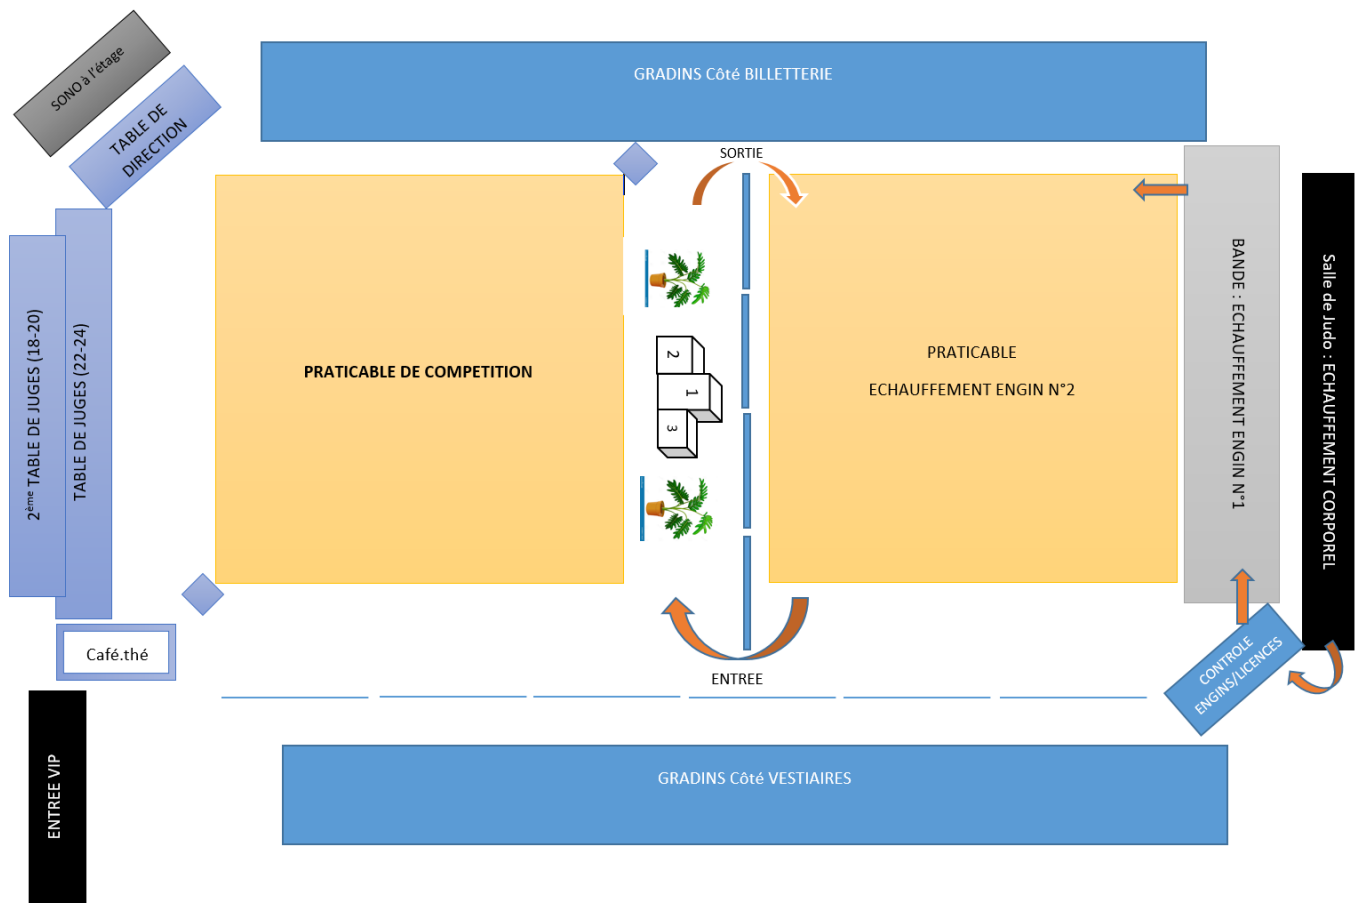 SONO à l'étage
TABLE DE
DIRECTION
GRADINS Côté BILLETTERIE
SORTIE
2ème TABLE DE JUGES (18-20)
TABLE DE JUGES (22-24)
PRATICABLE DE COMPETITION
2
1
3
PRATICABLE
ECHAUFFEMENT ENGIN N°2
BANDE : ECHAUFFEMENT ENGIN N°1
Salle de Judo : ECHAUFFEMENT CORPOREL
Café.thé
ENTREE
CONTROLE
ENGINS/LICENCES
ENTREE VIP
GRADINS Côté VESTIAIRES